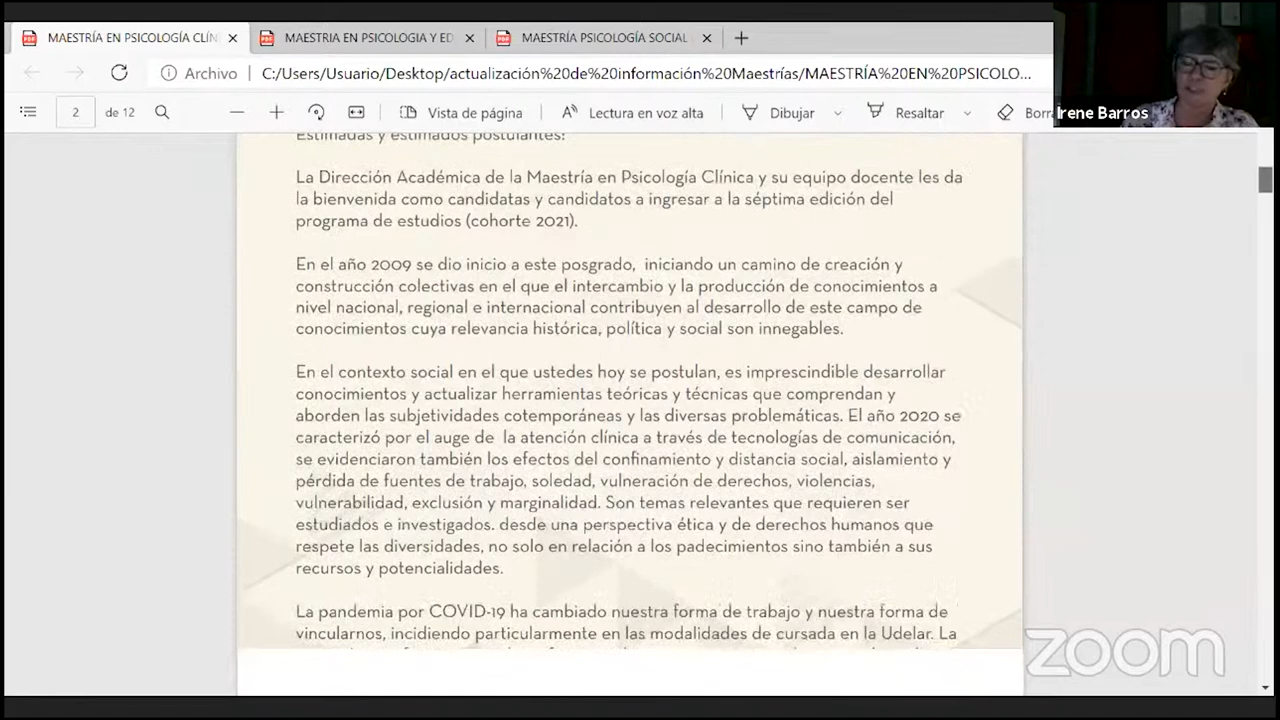 MAESTRÍA EN PSICOLOGÍA CLÍN
MAESTRIA EN PSICOLOGIA Y ED
MAESTRÍA PSICOLOGÍA SOCIAL
Archivo
C:/Users/Usuario/Desktop/actualización%20de%20información%20Maestrías/MAESTRÍA%20EN%20PSICOLO...
2
de 12
Vista de página
Lectura en voz alta
Dibujar
Resaltar
Borr
Irene Barros
Estimadas y estimados postulantes:
La Dirección Académica de la Maestría en Psicología Clínica y su equipo docente les da
la bienvenida como candidatas y candidatos a ingresar a la séptima edición del
programa de estudios (cohorte 2021).
En el año 2009 se dio inicio a este posgrado, iniciando un camino de creación y
construcción colectivas en el que el intercambio y la producción de conocimientos a
nivel nacional, regional e internacional contribuyen al desarrollo de este campo de
conocimientos cuya relevancia histórica, política y social son innegables.
En el contexto social en el que ustedes hoy se postulan, es imprescindible desarrollar
conocimientos y actualizar herramientas teóricas y técnicas que comprendan y
aborden las subjetividades cotemporáneas y las diversas problemáticas. El año 2020 se
caracterizó por el auge de la atención clínica a través de tecnologías de comunicación,
se evidenciaron también los efectos del confinamiento y distancia social, aislamiento y
pérdida de fuentes de trabajo, soledad, vulneración de derechos, violencias,
vulnerabilidad, exclusión y marginalidad. Son temas relevantes que requieren ser
estudiados e investigados. desde una perspectiva ética y de derechos humanos que
respete las diversidades, no solo en relación a los padecimientos sino también a sus
recursos y potencialidades.
La pandemia por COVID-19 ha cambiado nuestra forma de trabajo y nuestra forma de
vincularnos, incidiendo particularmente en las modalidades de cursada en la Udelar. La
zoom